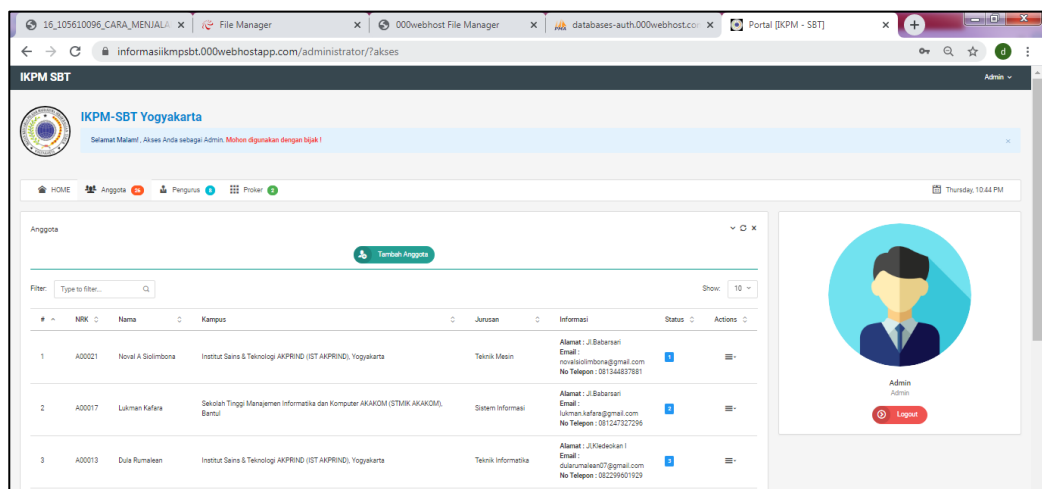 16_105610096_CARA_MENJALA
File Manager
000webhost File Manager
databases-auth.000webhost.co
Portal [IKPM - SBT]
informasiikmpsbt.000webhostapp.com/administrator/?akses
d
IKPM SBT
Admin
IKPM-SBT Yogyakarta
Selamat Malam! , Akses Anda sebagai Admin. Mohon digunakan dengan bijak !
HOME Anggota 26 Pengurus Proker
Thursday, 10:44 PM
Anggota
Tambah Anggota
Filter: Type to filter...
Show: 10
# NRK Nama Kampus Jurusan Informasi Status Actions
1 A00021 Noval A Siolimbona Institut Sains & Teknologi AKPRIND (IST AKPRIND), Yogyakarta Teknik Mesin
Alamat : Jl.Babarsari
Email :
novalsiolimbona@gmail.com
No Telepon : 081344837881
1
2 A00017 Lukman Kafara Sekolah Tinggi Manajemen Informatika dan Komputer AKAKOM (STMIK AKAKOM),
Bantul
Sistem Informasi
Alamat : Jl.Babarsari
Email :
lukman.kafara@gmail.com
No Telepon : 081247327296
2
3 A00013 Dula Rumalean Institut Sains & Teknologi AKPRIND (IST AKPRIND), Yogyakarta Teknik Informatika
Alamat : Jl,Kledeokan I
Email :
dularumalean07@gmail.com
No Telepon : 082299601929
3
Admin
Admin
Logout